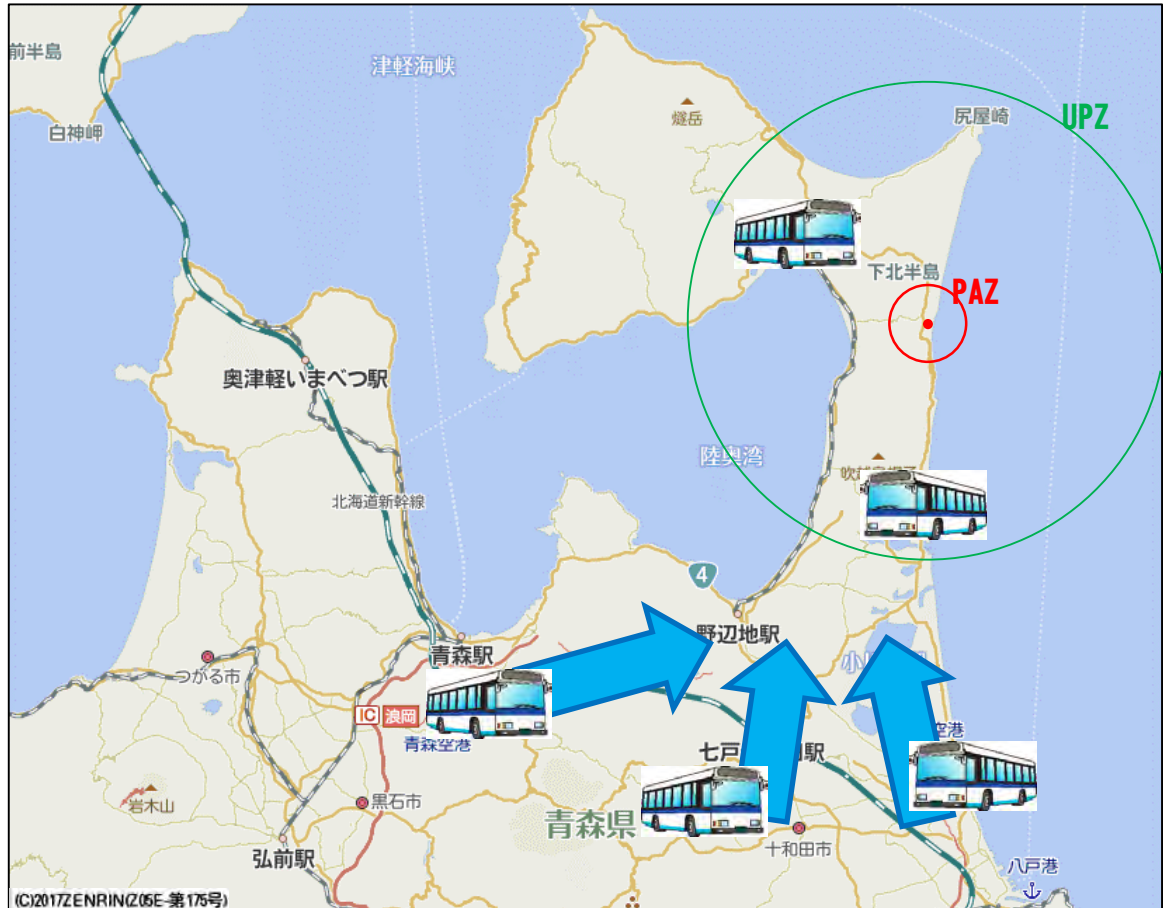 前半島
津軽海峡
白神岬
燧岳
尻屋崎
UPZ
下北半島
PAZ
奥津軽いまべつ駅
北海道新幹線
陸奥湾
4
野辺地駅
青森駅
つがる市
IC 浪岡
青森空港
空港
七戸
駅
岩木山
黒石市
青森県
十和田市
弘前駅
八戸港
(C)2017ZENRIN(Z05E-第175号)